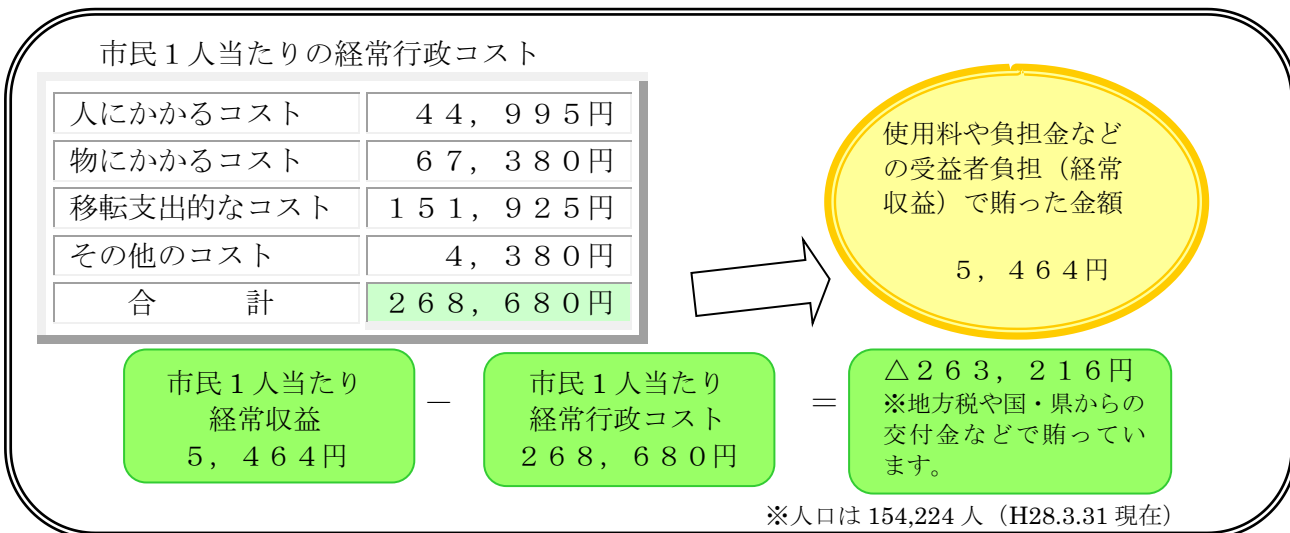 市民１人当たりの経常行政コスト
人にかかるコスト ４４，９９５円
物にかかるコスト ６７，３８０円
移転支出的なコスト １５１，９２５円
その他のコスト ４，３８０円
合　　計 ２６８，６８０円
使用料や負担金など
の受益者負担（経常
収益）で賄った金額
５，４６４円
市民１人当たり
経常収益
５，４６４円
－
市民１人当たり
経常行政コスト
２６８，６８０円
＝
△２６３，２１６円
※地方税や国・県からの
交付金などで賄ってい
ます。
※人口は 154,224 人（H28.3.31 現在）